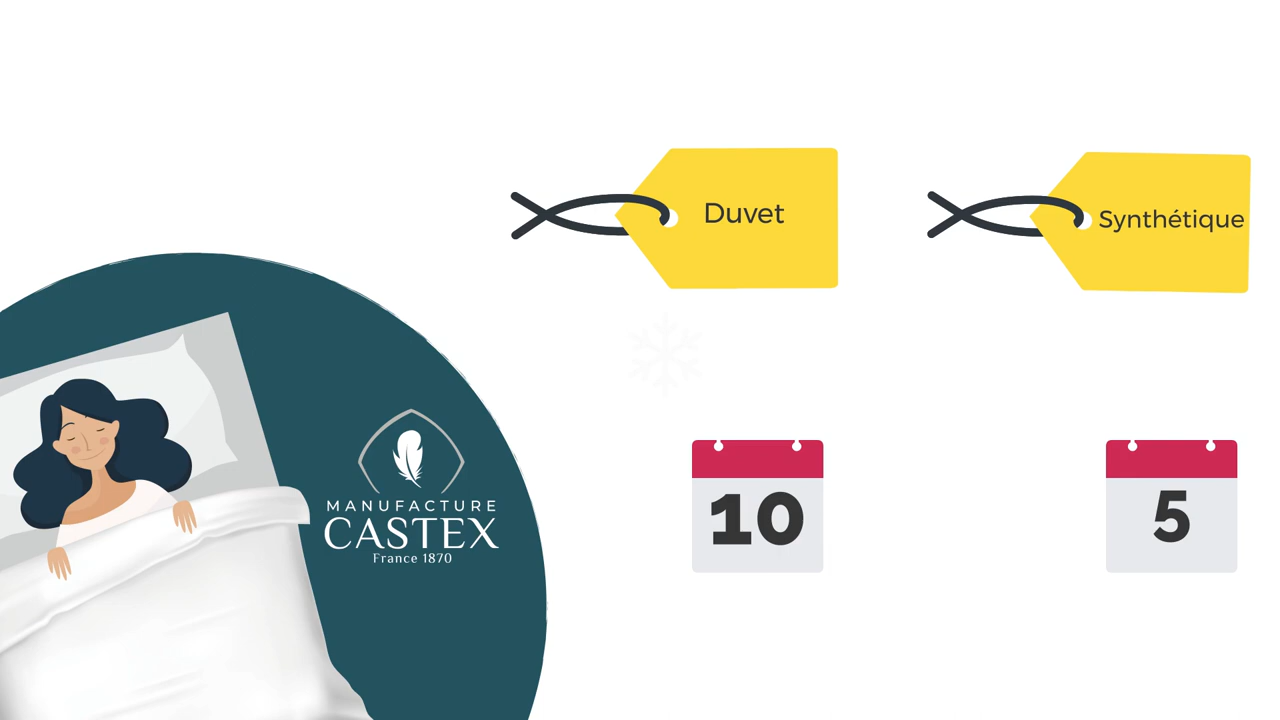 Duvet
Synthétique
MANUFACTURE
CASTEX
France 1870
10
5